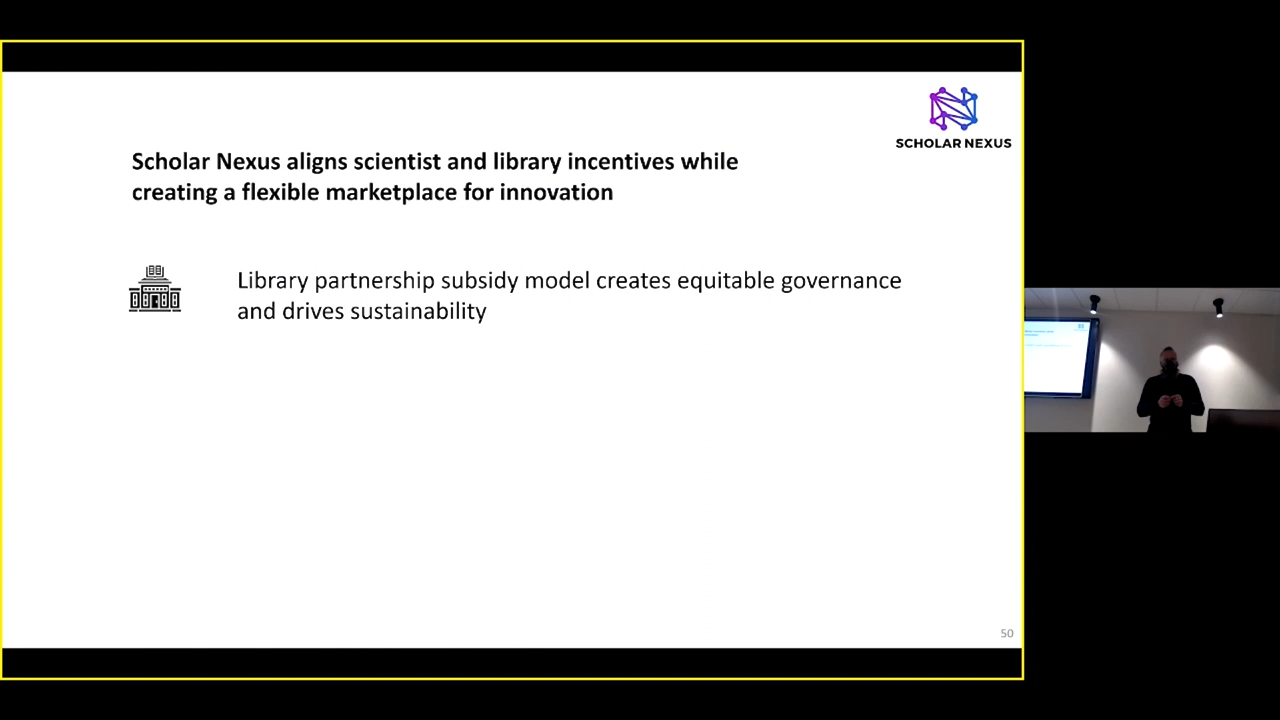 SCHOLAR NEXUS
Scholar Nexus aligns scientist and library incentives while
creating a flexible marketplace for innovation
Library partnership subsidy model creates equitable governance
and drives sustainability
50